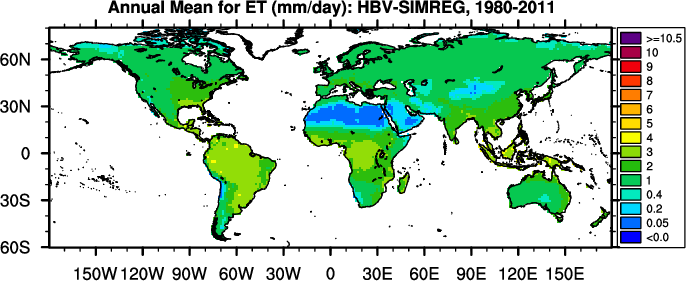 Annual Mean for ET (mm/day): HBV-SIMREG, 1980-2011
60N
30N
0
30S
60S
150W 120W 90W 60W 30W 0 30E 60E 90E 120E 150E
>=10.5
10
9
8
7
6
5
4
3
2
1
0.4
0.2
0.05
<0.0